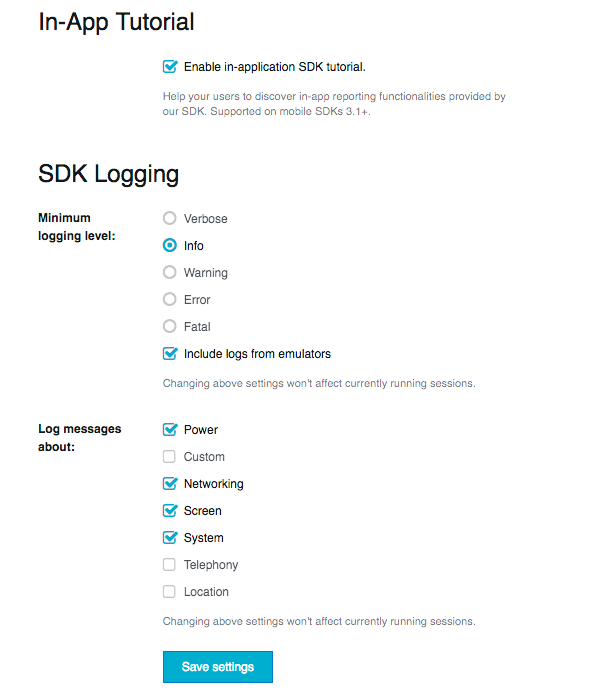 In-App Tutorial
Enable in-application SDK tutorial.
Help your users to discover in-app reporting functionalities provided by
our SDK. Supported on mobile SDKs 3.1+.
SDK Logging
Minimum
logging level:
Verbose
Info
Warning
Error
Fatal
Include logs from emulators
Changing above settings won't affect currently running sessions.
Log messages
about:
Power
Custom
Networking
Screen
System
Telephony
Location
Changing above settings won't affect currently running sessions.
Save settings